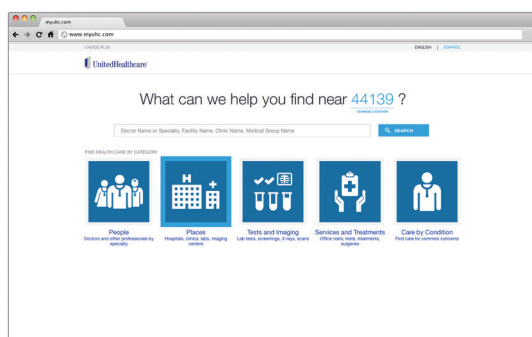 myuhc.com
www.myuhc.com
CHOICE PLUS
ENGLISH | ESPAÑOL
UnitedHealthcare
What can we help you find near 44139 ?
CHANGE LOCATION
Doctor Name or Specialty, Facility Name, Clinic Name, Medical Group Name
SEARCH
FIND HEALTH CARE BY CATEGORY
H
People
Doctors and other professionals by
specialty
Places
Hospitals, clinics, labs, imaging
centers
Tests and Imaging
Lab tests, screenings, X-rays, scans
Services and Treatments
Office visits, tests, treatments,
surgeries
Care by Condition
Find care for common concerns